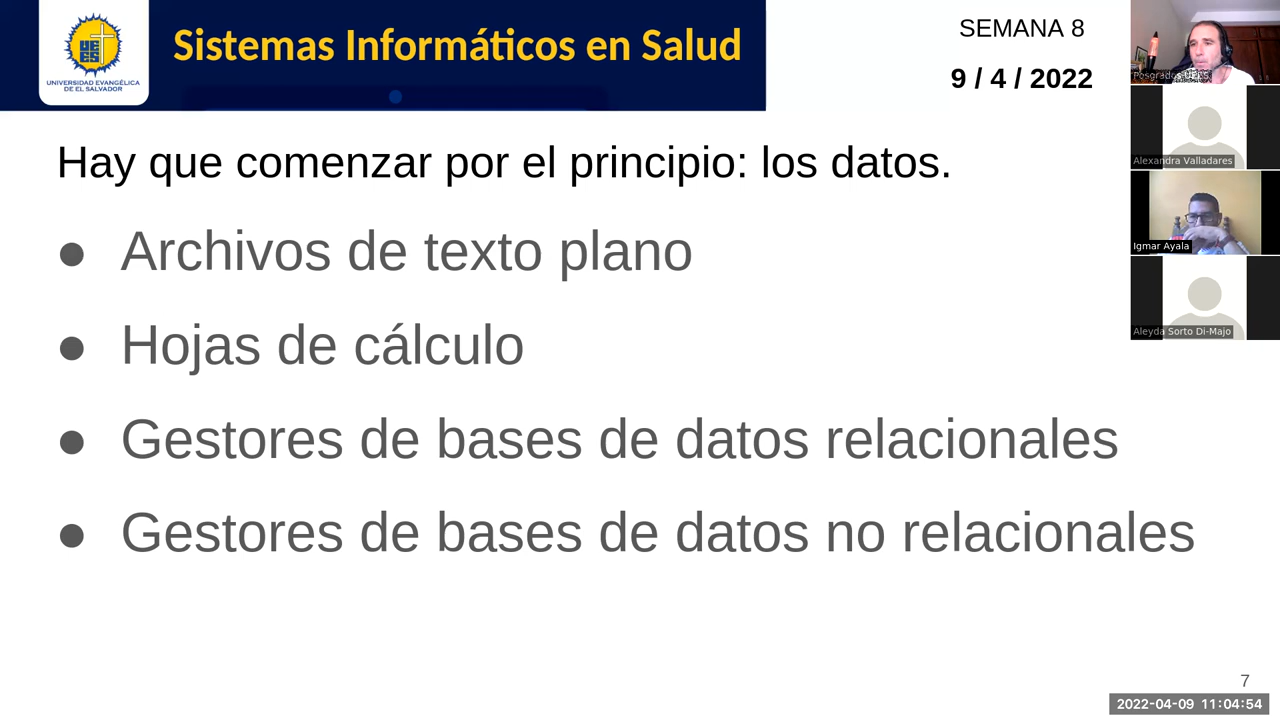 UNIVERSIDAD EVANGÉLICA
DE EL SALVADOR
Sistemas Informáticos en Salud
SEMANA 8
9 / 4 / 2022
Hay que comenzar por el principio: los datos.
● Archivos de texto plano
● Hojas de cálculo
● Gestores de bases de datos relacionales
● Gestores de bases de datos no relacionales
Alexandra Valladares
Igmar Ayala
Aleyda Sorto Di-Majo
7
2022-04-09 11:04:54